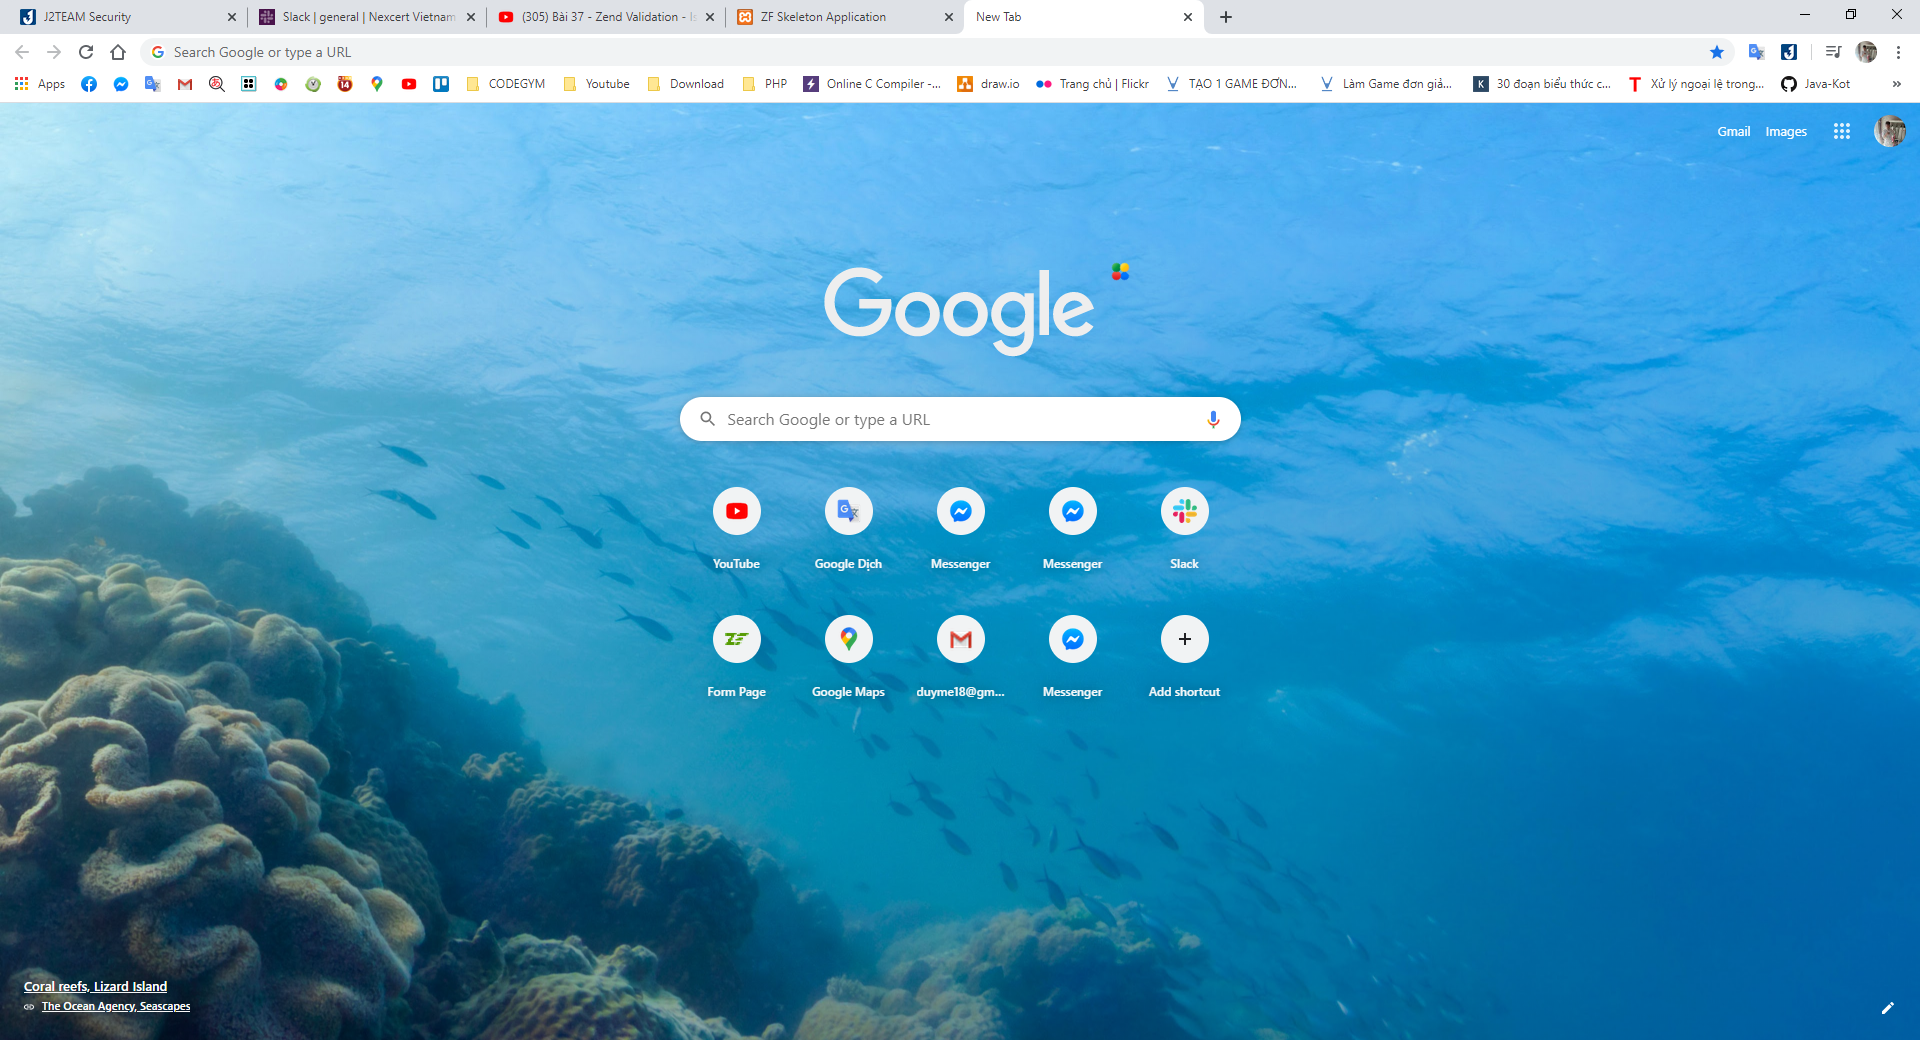 J2TEAM Security
Slack | general | Nexcert Vietnam
(305) Bài 37 - Zend Validation - Is
ZF Skeleton Application
New Tab
Search Google or type a URL
Apps
CODEGYM
Youtube
Download
PHP
Online C Compiler -...
draw.io
Trang chủ | Flickr
TẠO 1 GAME ĐƠN...
Làm Game đơn giả...
30 đoạn biểu thức c...
Xử lý ngoại lệ trong...
Java-Kot
Gmail
Images
Google
Search Google or type a URL
YouTube
Google Dịch
Messenger
Messenger
Slack
Form Page
Google Maps
duyme18@gm...
Messenger
Add shortcut
Coral reefs, Lizard Island
The Ocean Agency, Seascapes